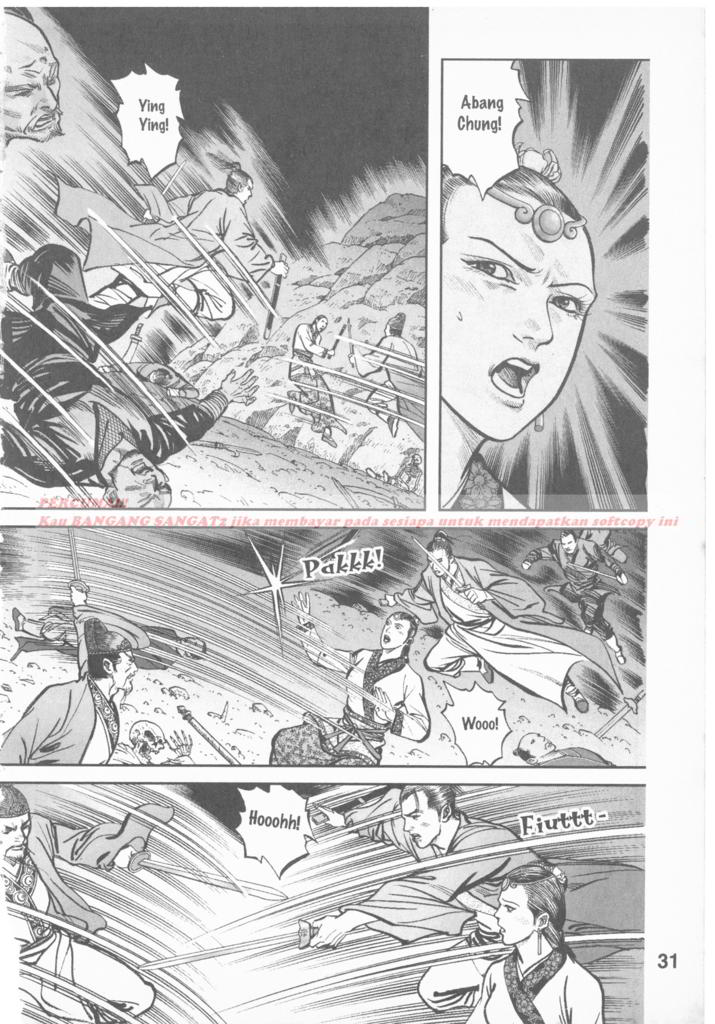 Ying
Ying!
Abang
Chung!
PERCUMA!!
Kau BANGANG SANGAT2 jika membayar pada sesiapa untuk mendapatkan softcopy ini
Pakkk!
Wooo!
Hooohh!
Fiuttt-
31